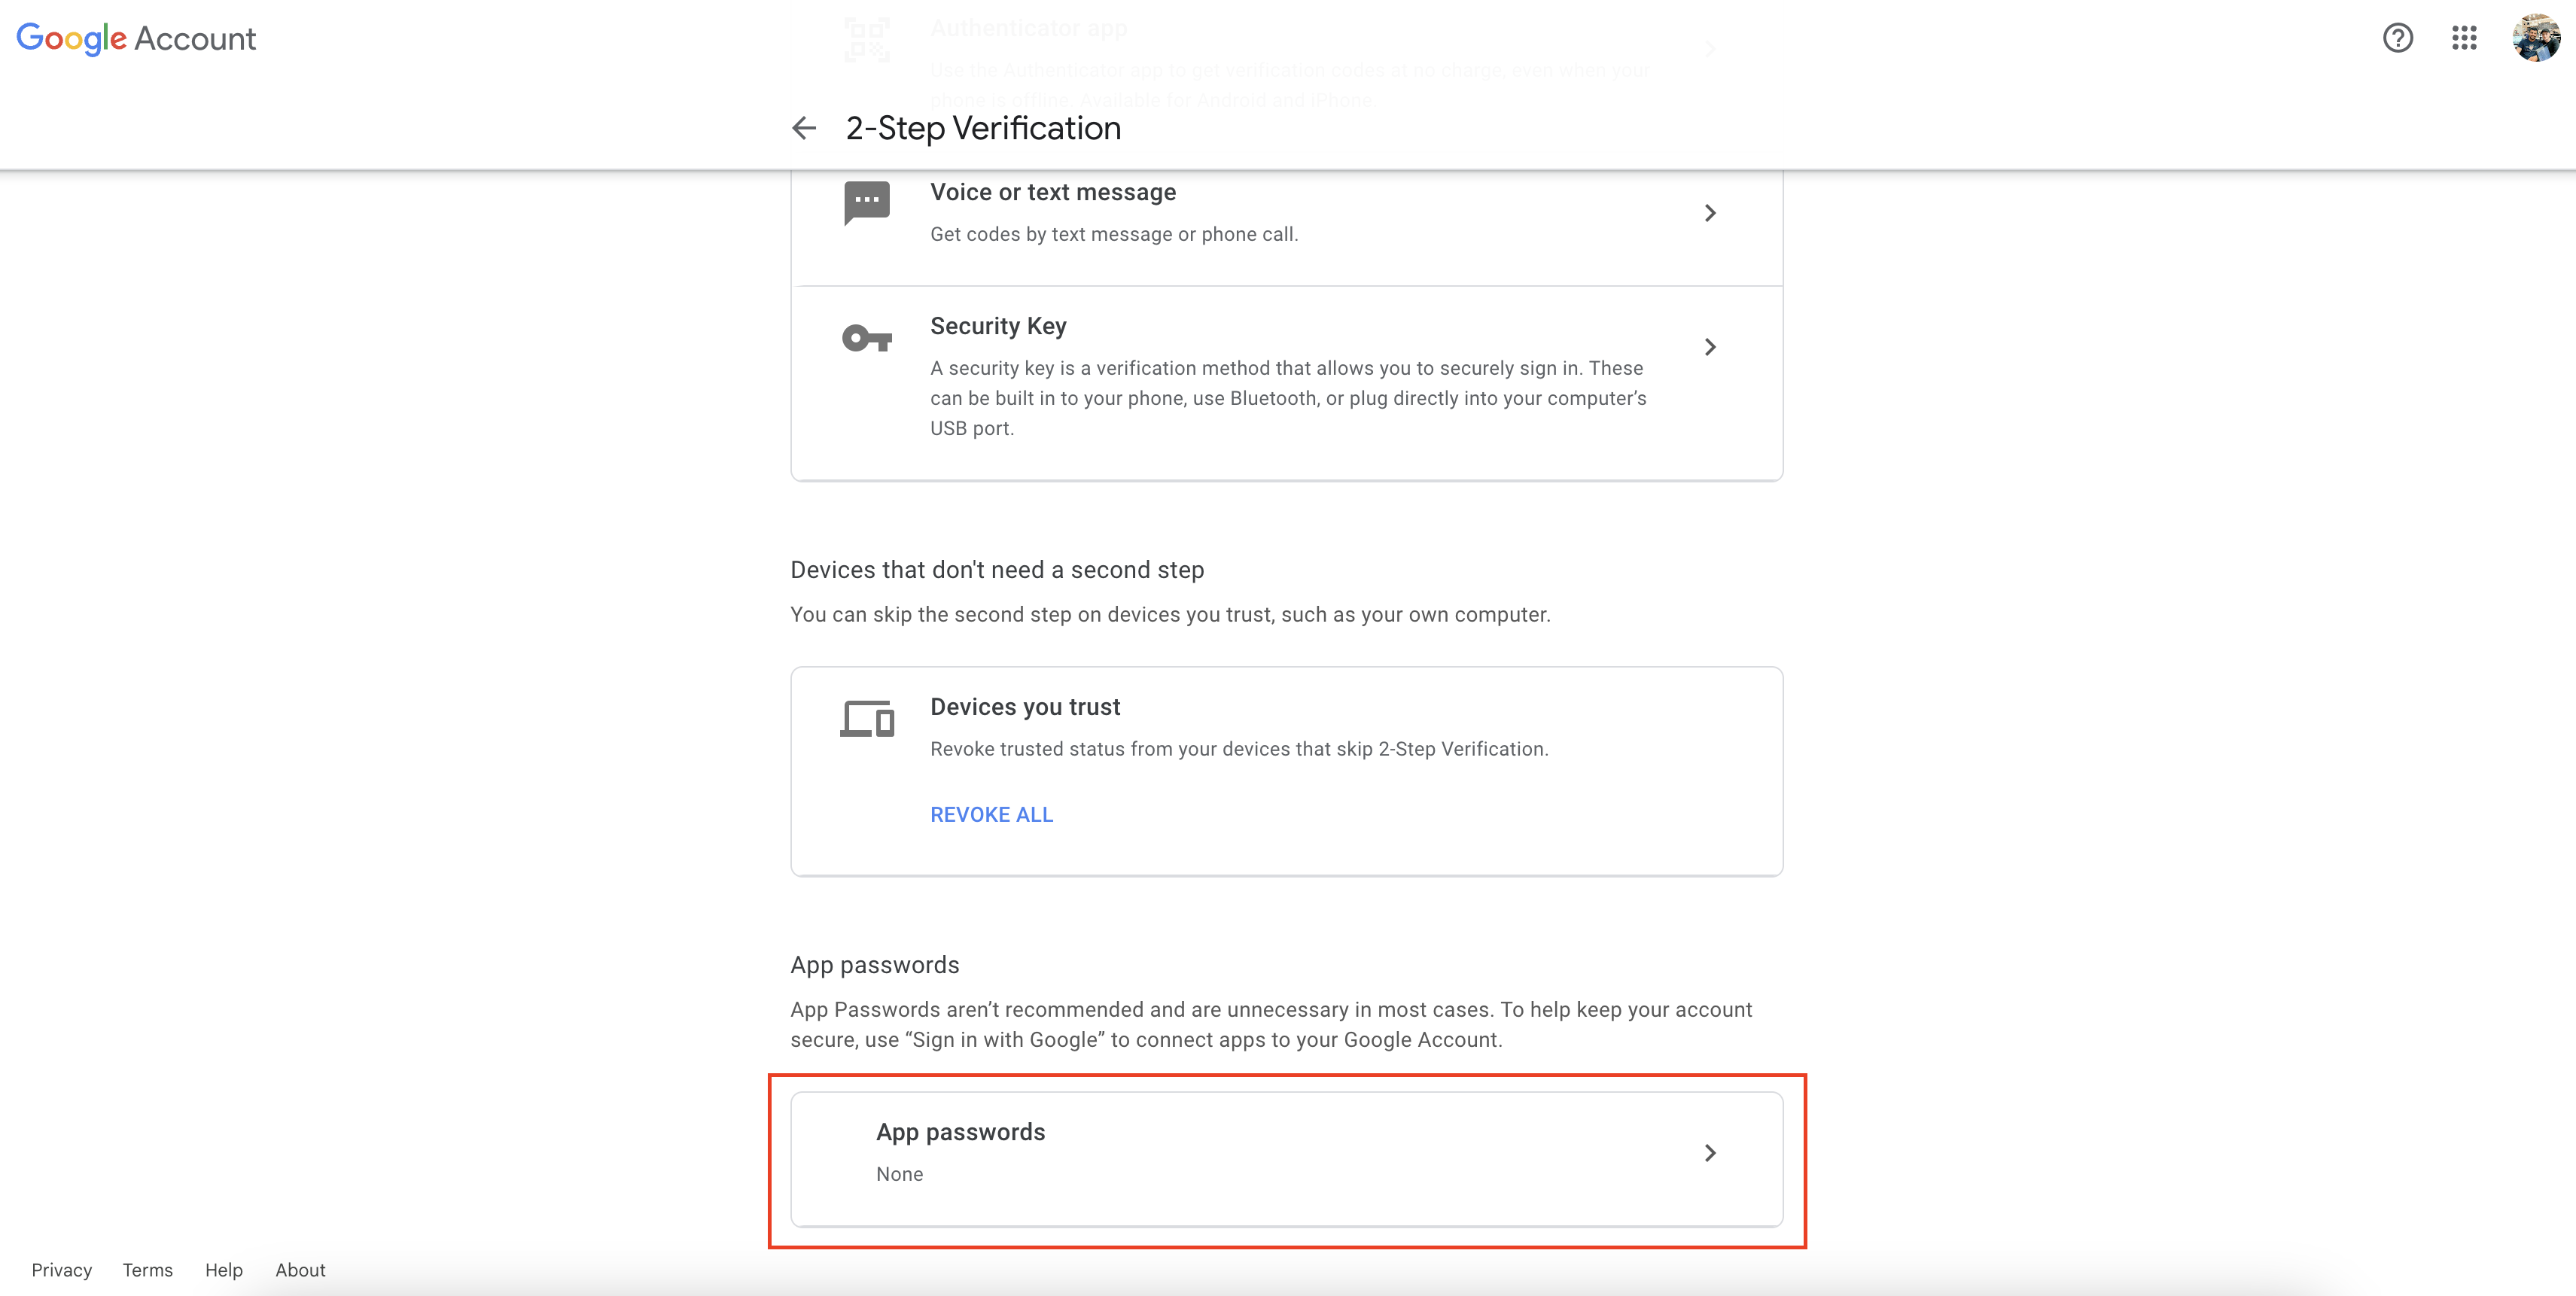 Google Account
Authenticator app
Use the Authenticator app to get verification codes at no charge, even when your
phone is offline. Available for Android and iPhone.
2-Step Verification
Voice or text message
Get codes by text message or phone call.
Security Key
A security key is a verification method that allows you to securely sign in. These
can be built in to your phone, use Bluetooth, or plug directly into your computer’s
USB port.
Devices that don't need a second step
You can skip the second step on devices you trust, such as your own computer.
Devices you trust
Revoke trusted status from your devices that skip 2-Step Verification.
REVOKE ALL
App passwords
App Passwords aren’t recommended and are unnecessary in most cases. To help keep your account
secure, use “Sign in with Google” to connect apps to your Google Account.
App passwords
None
Privacy Terms Help About